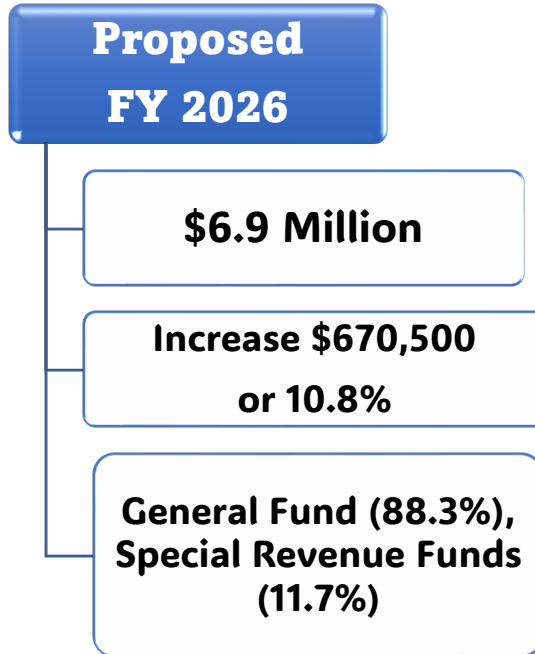 Proposed
FY 2026
$6.9 Million
Increase $670,500
or 10.8%
General Fund (88.3%),
Special Revenue Funds
(11.7%)